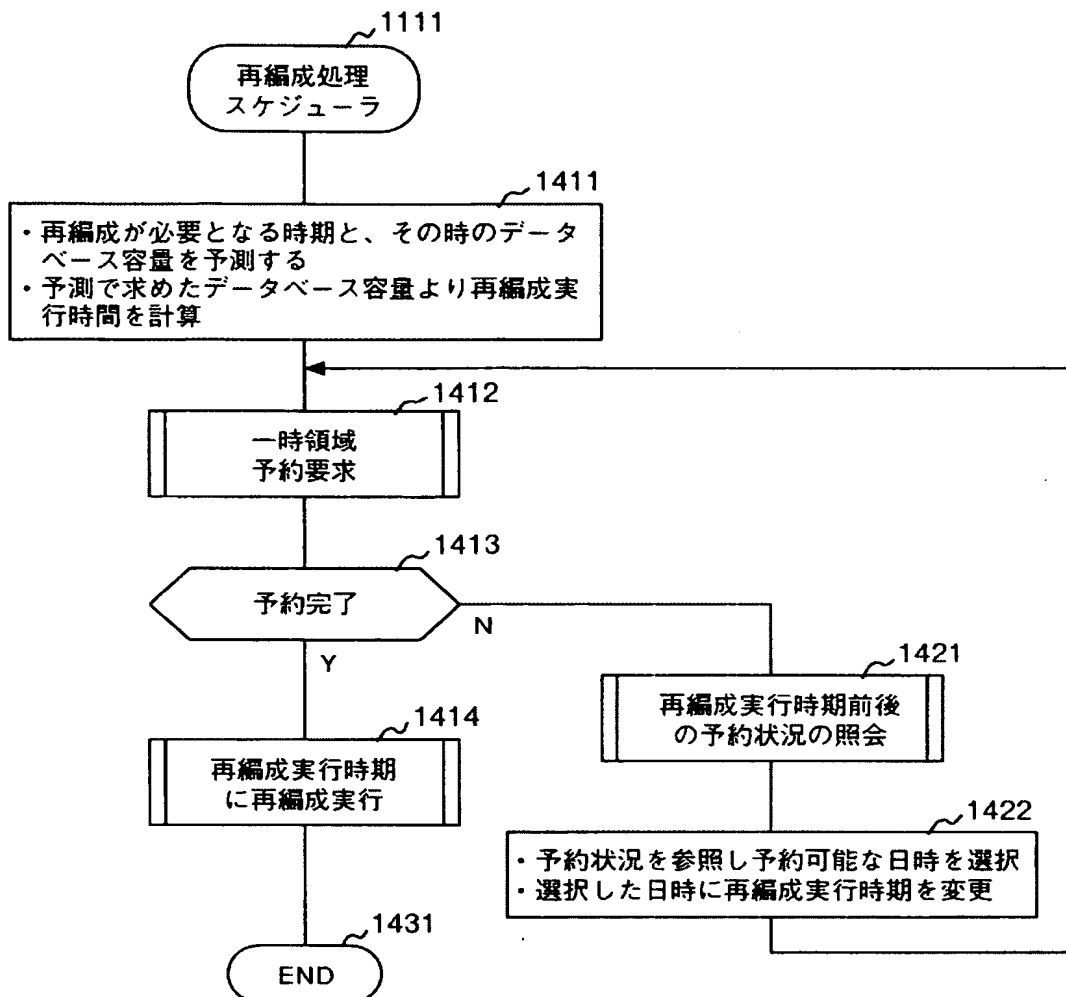 1111
再編成処理
スケジューラ
1411
・再編成が必要となる時期と、その時のデータ
ベース容量を予測する
・予測で求めたデータベース容量より再編成実
行時間を計算
1412
一時領域
予約要求
1413
予約完了
N
Y
1421
再編成実行時期前後
の予約状況の照会
1414
再編成実行時期
に再編成実行
1422
・予約状況を参照し予約可能な日時を選択
・選択した日時に再編成実行時期を変更
1431
END